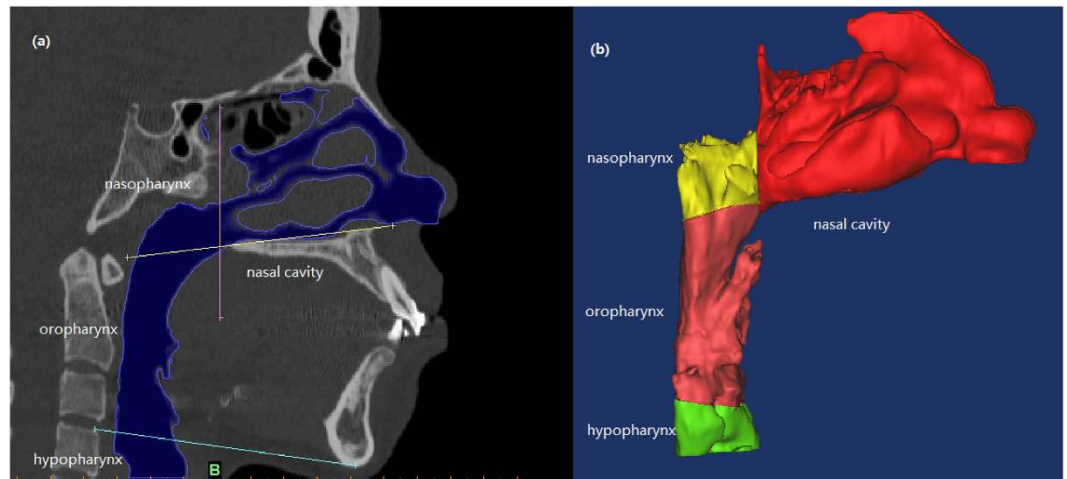 (a)
nasopharynx
nasal cavity
oropharynx
hypopharynx
B
(b)
nasopharynx
nasal cavity
oropharynx
hypopharynx